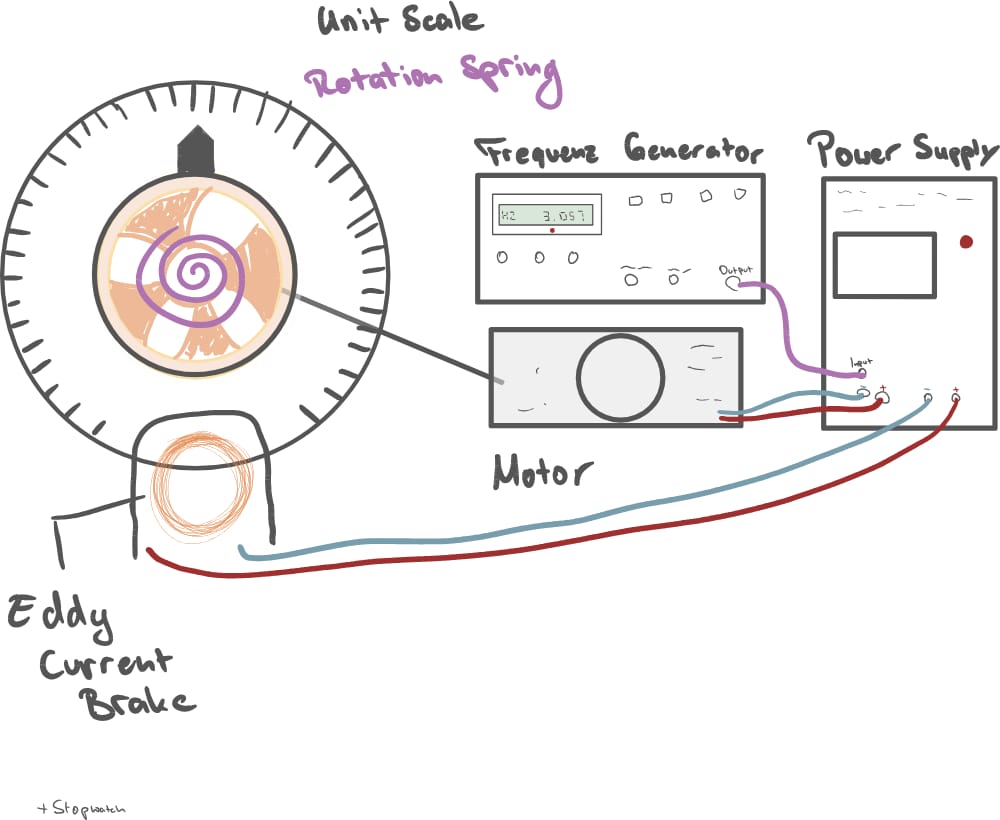 Unit Scale
Rotation Spring
Frequenz Generator
Power Supply
HZ 3.057
Output
Input
- +
- +
Motor
Eddy
Current
Brake
+ Stopwatch